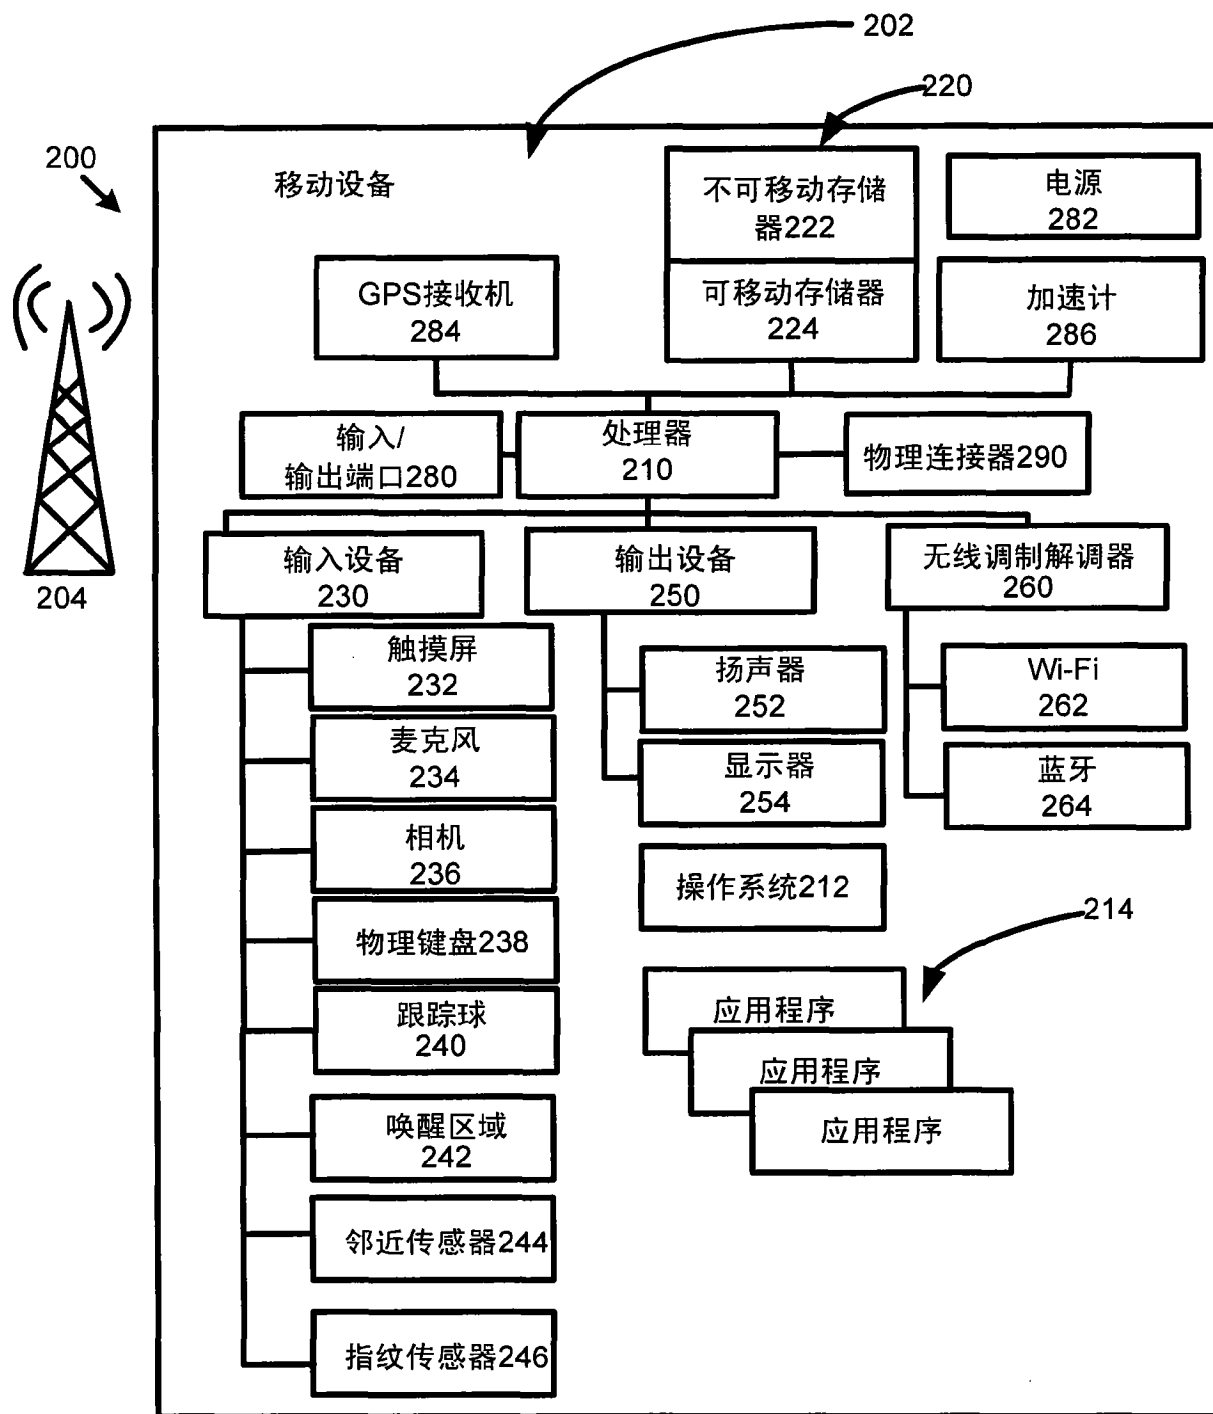 202
220
200
移动设备
不可移动存储
器222
电源
282
GPS接收机
284
可移动存储器
224
加速计
286
输入/
输出端口280
处理器
210
物理连接器290
输入设备
230
输出设备
250
无线调制解调器
260
204
触摸屏
232
扬声器
252
Wi-Fi
262
麦克风
234
显示器
254
蓝牙
264
相机
236
操作系统212
物理键盘238
214
跟踪球
240
应用程序
应用程序
应用程序
唤醒区域
242
邻近传感器244
指纹传感器246